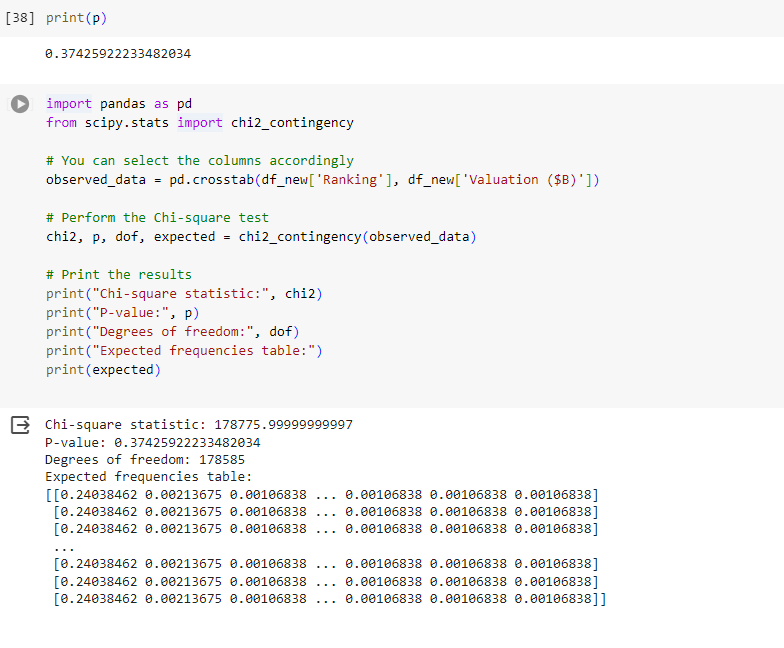 [38] print(p)
0.37425922233482034
import pandas as pd
from scipy.stats import chi2_contingency
# You can select the columns accordingly
observed_data = pd.crosstab(df_new['Ranking'], df_new['Valuation ($B)'])
# Perform the Chi-square test
chi2, p, dof, expected = chi2_contingency(observed_data)
# Print the results
print("Chi-square statistic:", chi2)
print("P-value:", p)
print("Degrees of freedom:", dof)
print("Expected frequencies table:")
print(expected)
Chi-square statistic: 178775.99999999997
P-value: 0.37425922233482034
Degrees of freedom: 178585
Expected frequencies table:
[[0.24038462 0.00213675 0.00106838 ... 0.00106838 0.00106838 0.00106838]
[0.24038462 0.00213675 0.00106838 ... 0.00106838 0.00106838 0.00106838]
[0.24038462 0.00213675 0.00106838 ... 0.00106838 0.00106838 0.00106838]
...
[0.24038462 0.00213675 0.00106838 ... 0.00106838 0.00106838 0.00106838]
[0.24038462 0.00213675 0.00106838 ... 0.00106838 0.00106838 0.00106838]
[0.24038462 0.00213675 0.00106838 ... 0.00106838 0.00106838 0.00106838]]